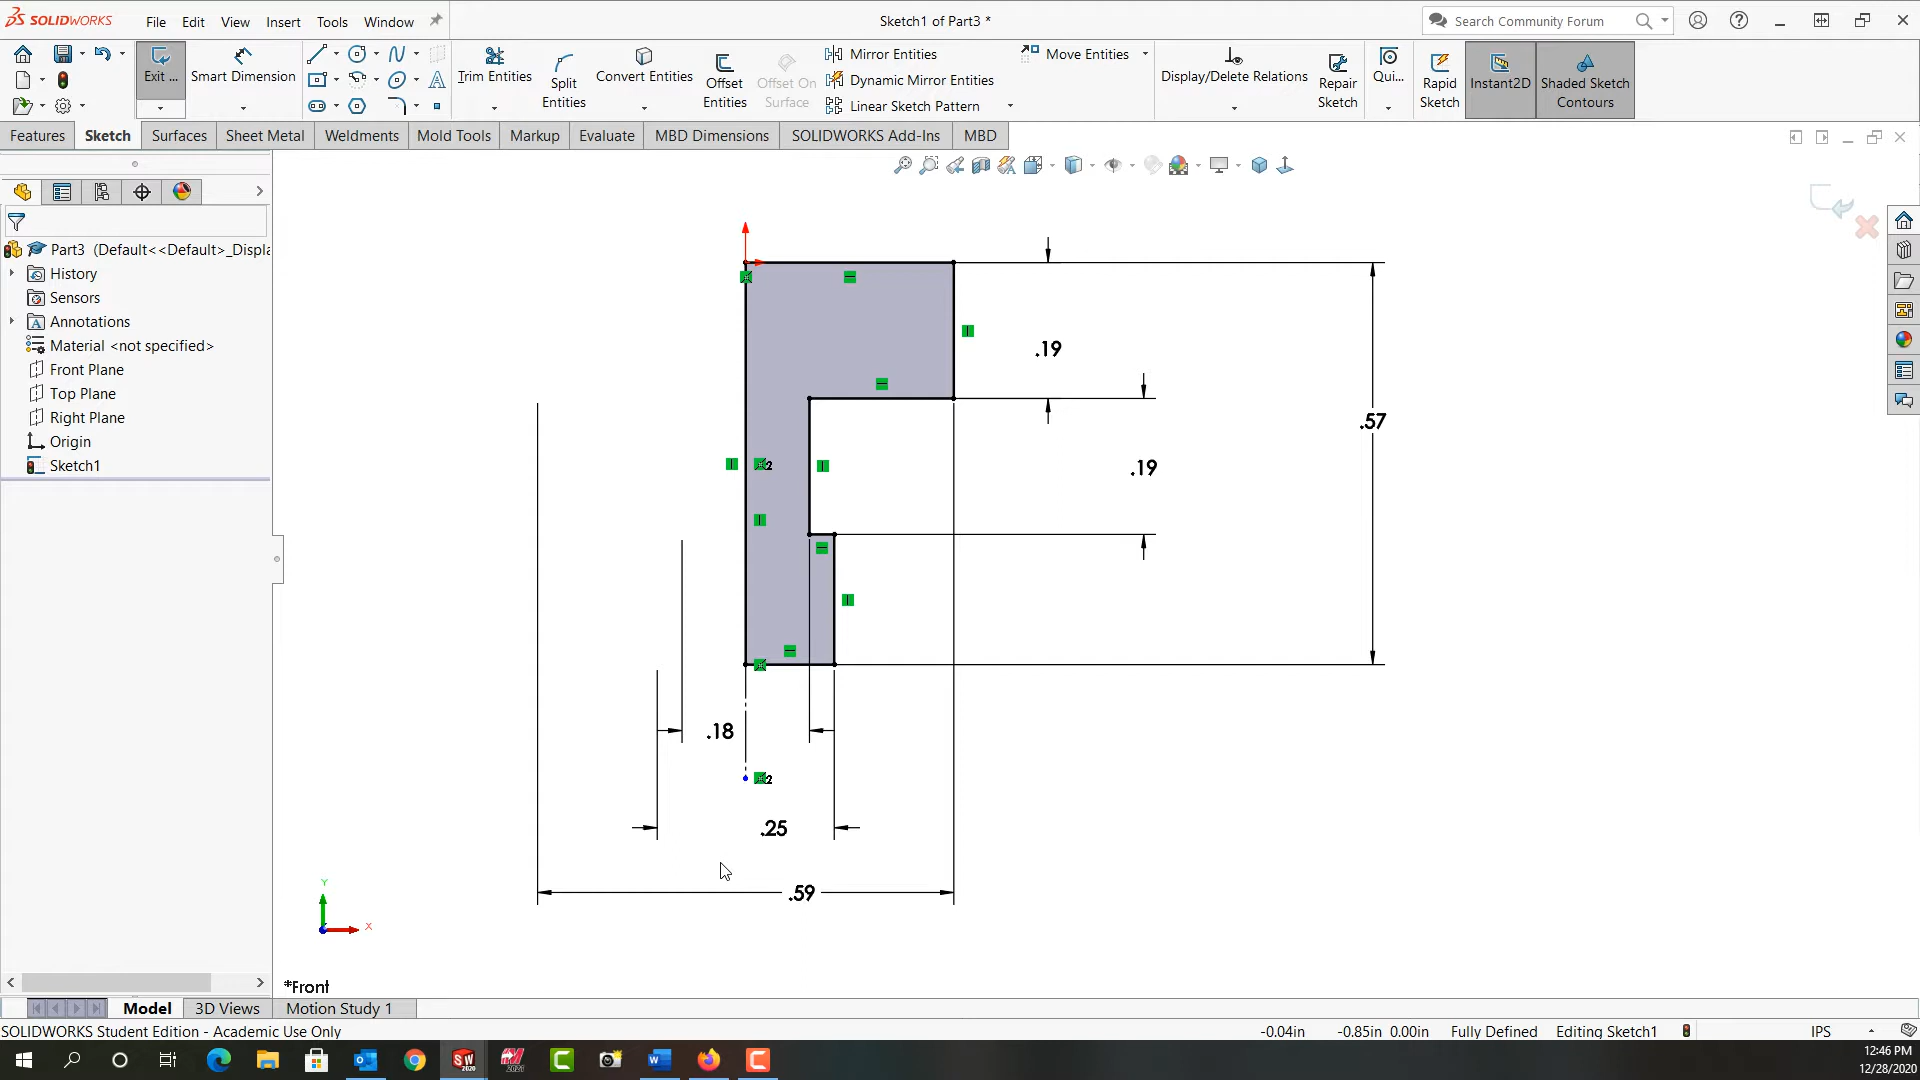 SOLIDWORKS File Edit View Insert Tools Window Sketch1 of Part3 * Search Community Forum
Exit ... Smart Dimension Trim Entities Split Entities Convert Entities Offset Entities Offset On Surface Mirror Entities Move Entities Display/Delete Relations Repair Sketch Qui... Rapid Sketch Instant2D Shaded Sketch Contours
Dynamic Mirror Entities
Linear Sketch Pattern
Features Sketch Surfaces Sheet Metal Weldments Mold Tools Markup Evaluate MBD Dimensions SOLIDWORKS Add-Ins MBD
Part3 (Default<<Default>_Displa
History
Sensors
Annotations
Material <not specified>
Front Plane
Top Plane
Right Plane
Origin
Sketch1
.19
.57
.19
2
.18
2
.25
.59
Y
X
*Front
Model 3D Views Motion Study 1
SOLIDWORKS Student Edition - Academic Use Only -0.04in -0.85in 0.00in Fully Defined Editing Sketch1 IPS
12:46 PM
12/28/2020